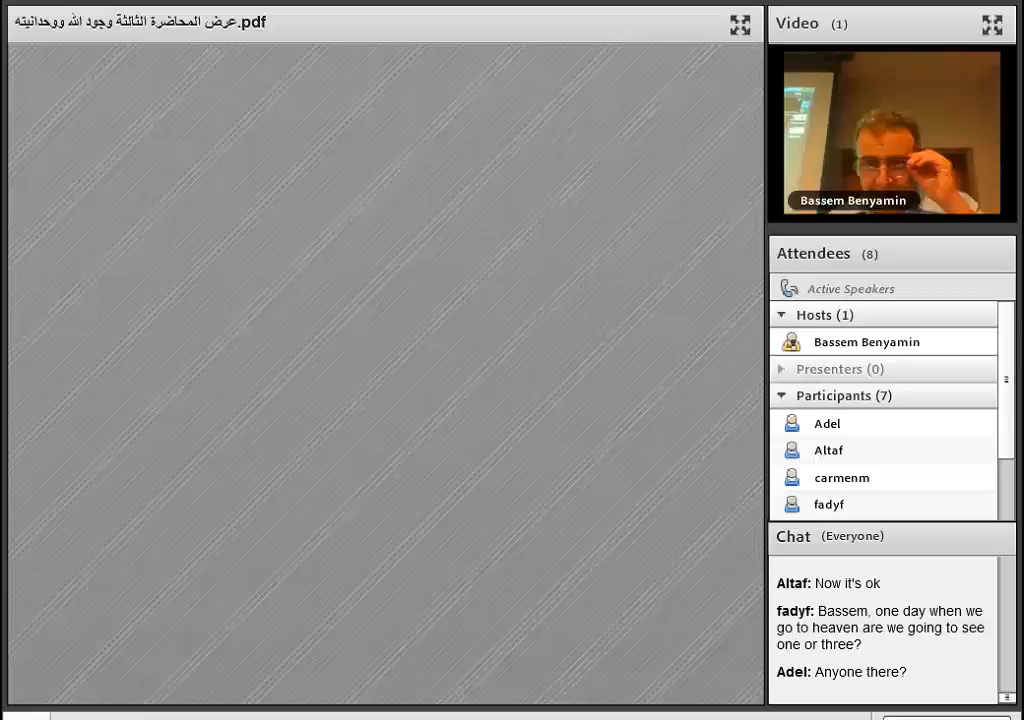 عرض المحاضرة الثالثة وجود الله ووحدانيته.pdf
Video (1)
Bassem Benyamin
Attendees (8)
Active Speakers
Hosts (1)
Bassem Benyamin
Presenters (0)
Participants (7)
Adel
Altaf
carmenm
fadyf
Chat (Everyone)
Altaf: Now it's ok
fadyf: Bassem, one day when we
go to heaven are we going to see
one or three?
Adel: Anyone there?